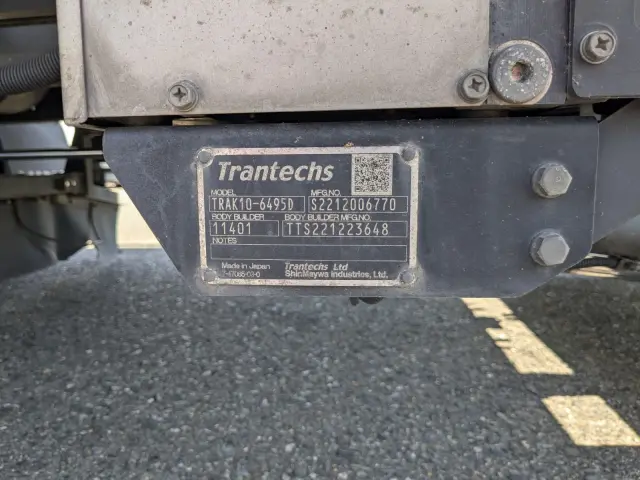 Trantechs
MODEL MFG.NO.
TRAK10-6495D S2212006770
BODY BUILDER BODY BUILDER MFG.NO.
11401 TTS221223648
NOTES
Made in Japan Trantechs Ltd
ShinMaywa Industries, Ltd.